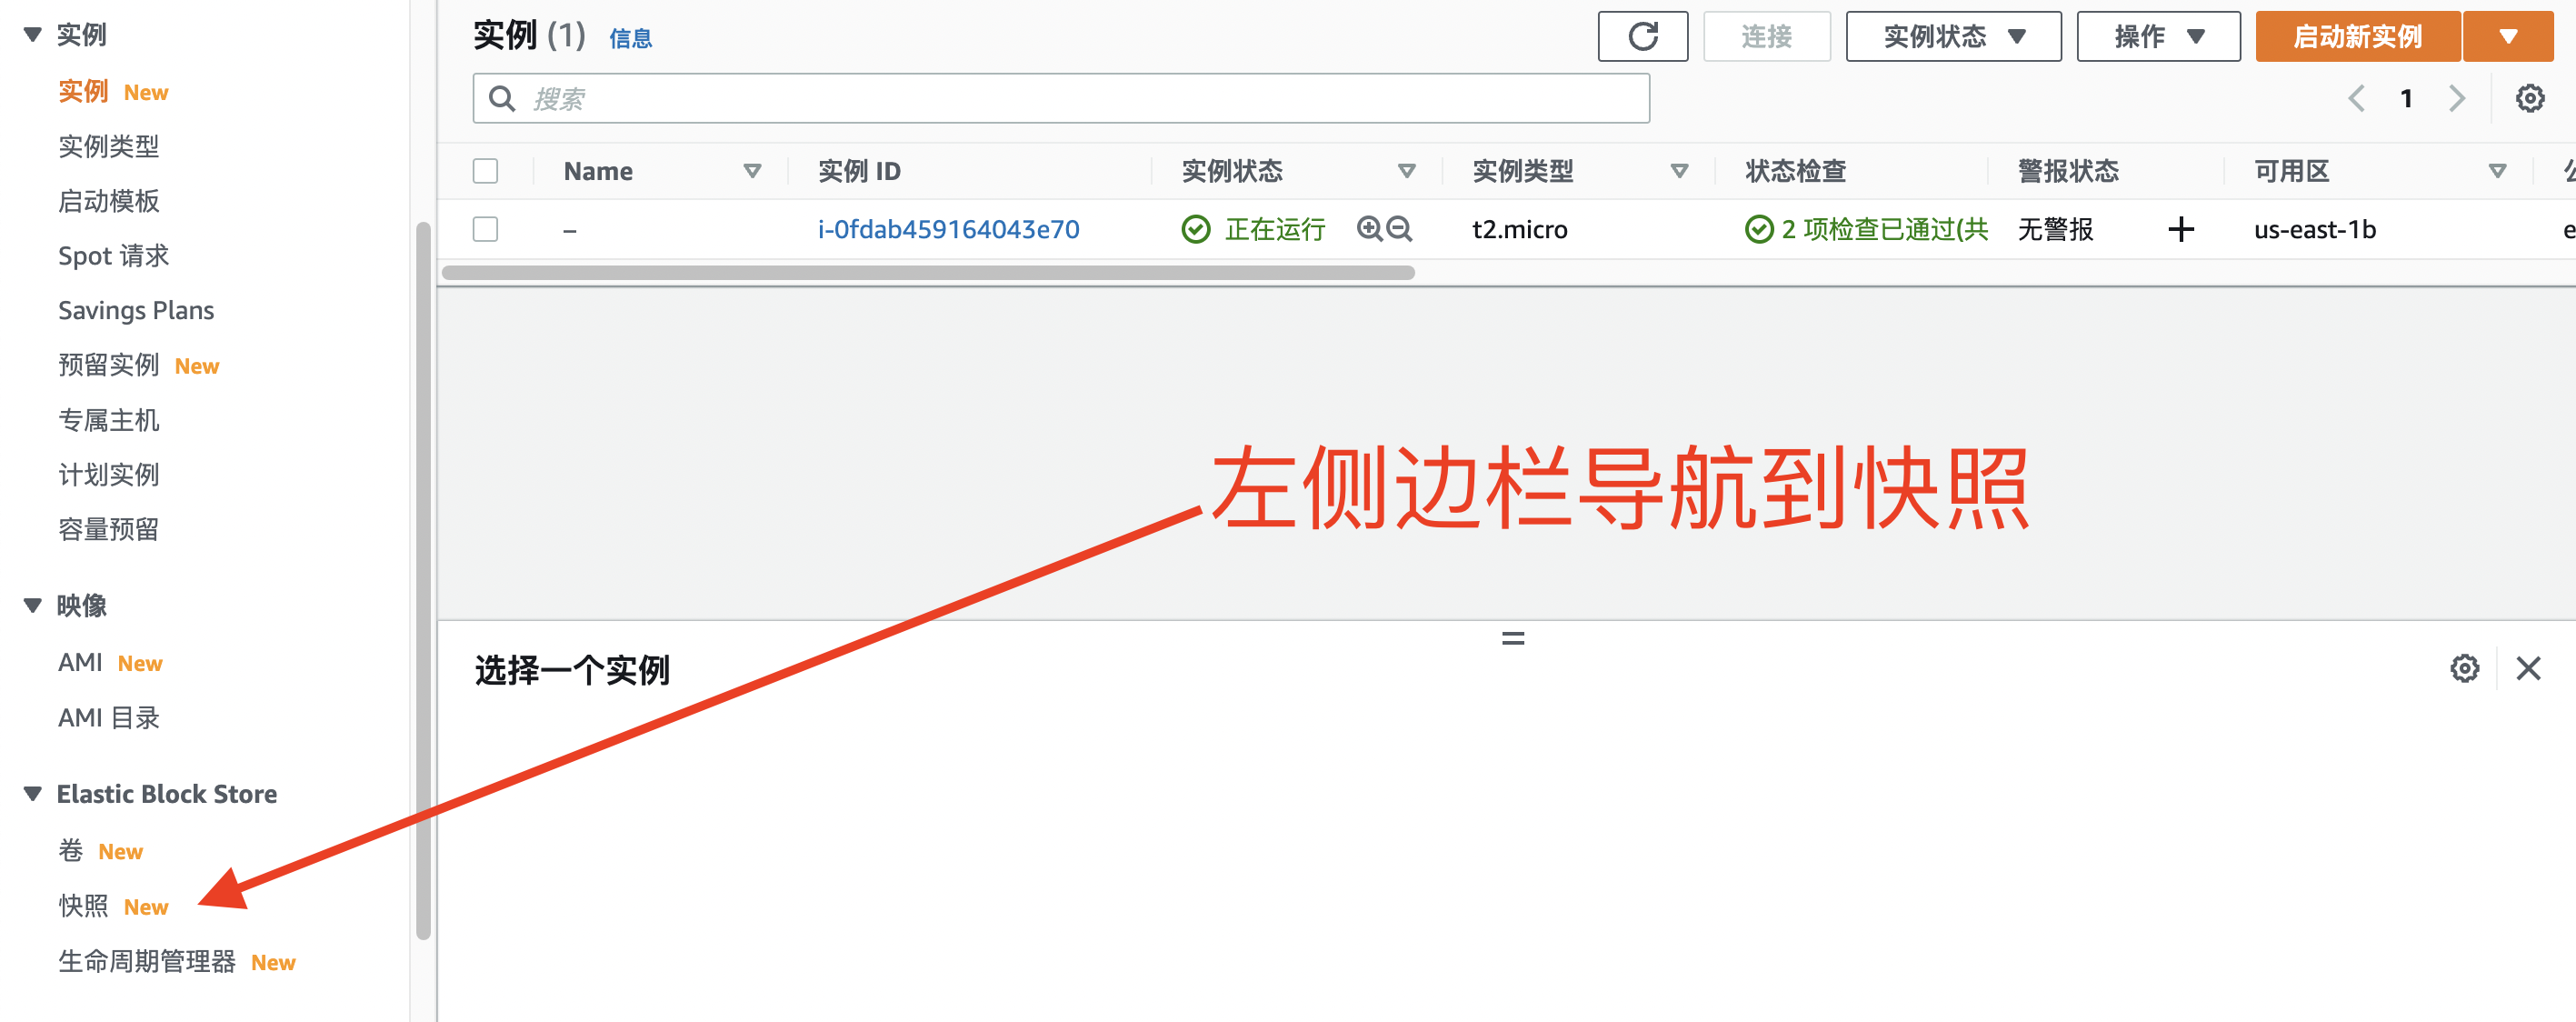 实例
实例 New
实例类型
启动模板
Spot 请求
Savings Plans
预留实例 New
专属主机
计划实例
容量预留
映像
AMI New
AMI 目录
Elastic Block Store
卷 New
快照 New
生命周期管理器 New
实例 (1) 信息
连接
实例状态
操作
启动新实例
搜索
1
Name 实例 ID 实例状态 实例类型 状态检查 警报状态 可用区
– i-0fdab459164043e70 正在运行 t2.micro 2 项检查已通过(共 无警报 us-east-1b
左侧边栏导航到快照
选择一个实例